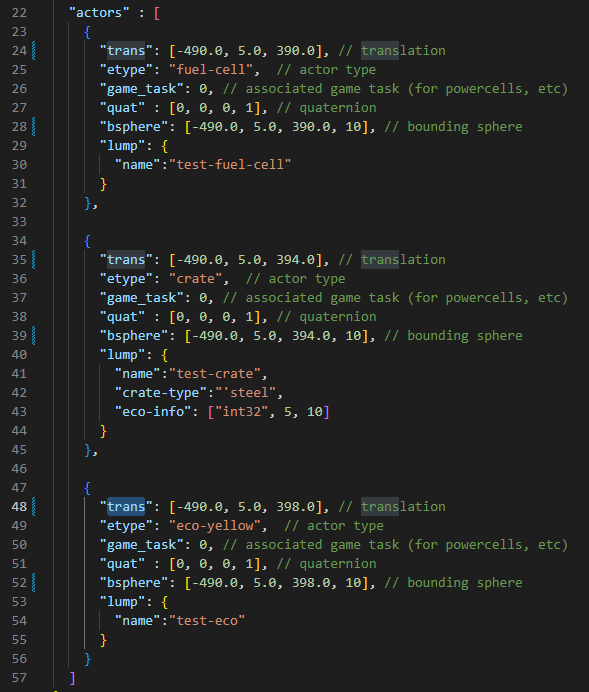 22 "actors" : [
23 {
24 "trans": [-490.0, 5.0, 390.0], // translation
25 "etype": "fuel-cell",  // actor type
26 "game_task": 0, // associated game task (for powercells, etc)
27 "quat" : [0, 0, 0, 1], // quaternion
28 "bsphere": [-490.0, 5.0, 390.0, 10], // bounding sphere
29 "lump": {
30 "name":"test-fuel-cell"
31 }
32 },
33
34 {
35 "trans": [-490.0, 5.0, 394.0], // translation
36 "etype": "crate",  // actor type
37 "game_task": 0, // associated game task (for powercells, etc)
38 "quat" : [0, 0, 0, 1], // quaternion
39 "bsphere": [-490.0, 5.0, 394.0, 10], // bounding sphere
40 "lump": {
41 "name":"test-crate",
42 "crate-type":"'steel",
43 "eco-info": ["int32", 5, 10]
44 }
45 },
46
47 {
48 "trans": [-490.0, 5.0, 398.0], // translation
49 "etype": "eco-yellow",  // actor type
50 "game_task": 0, // associated game task (for powercells, etc)
51 "quat" : [0, 0, 0, 1], // quaternion
52 "bsphere": [-490.0, 5.0, 398.0, 10], // bounding sphere
53 "lump": {
54 "name":"test-eco"
55 }
56 }
57 ]